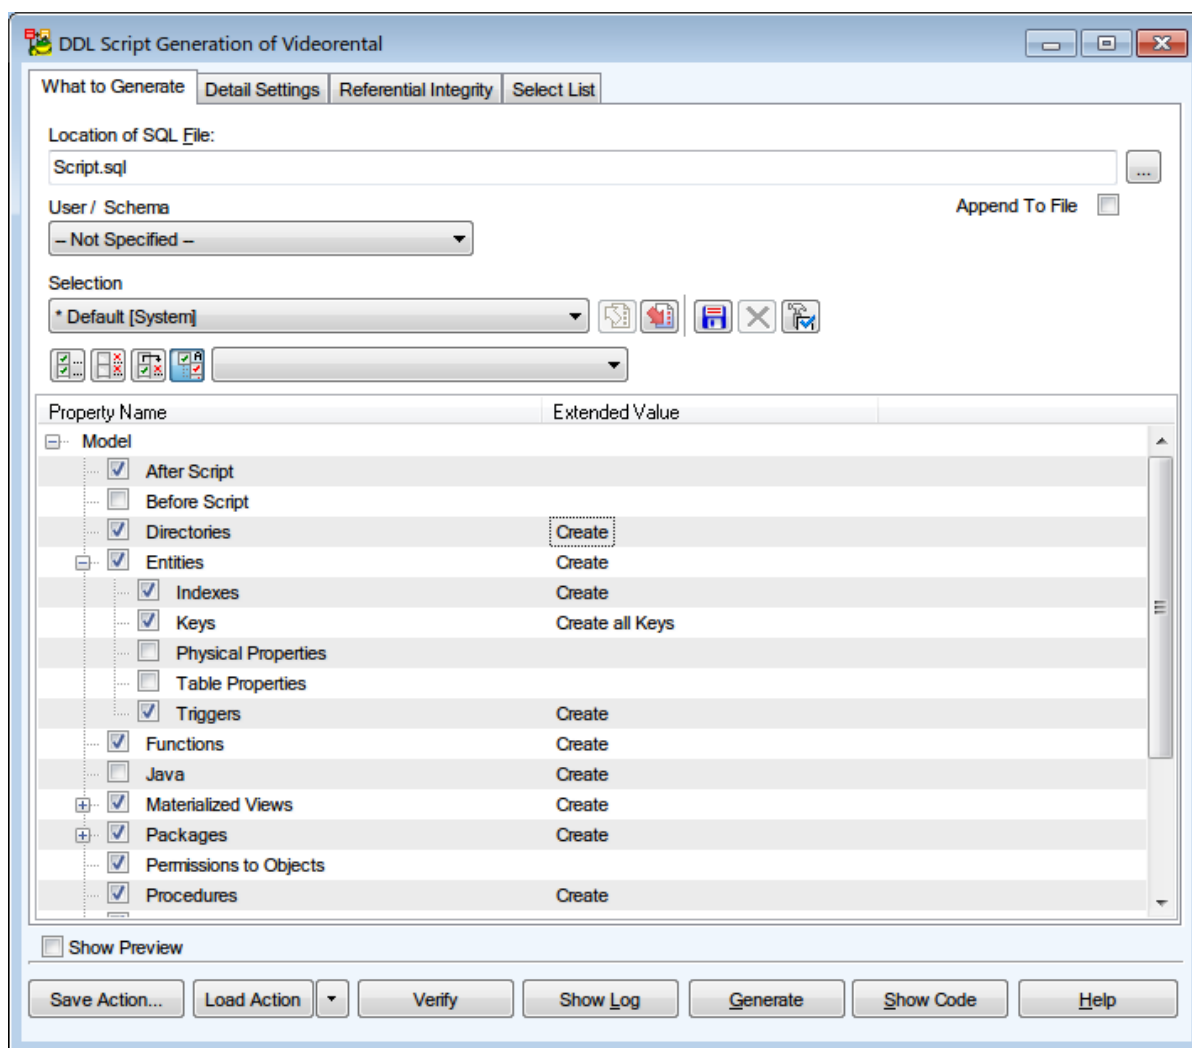 DDL Script Generation of Videorental
What to Generate Detail Settings Referential Integrity Select List
Location of SQL File:
Script.sql
...
User / Schema
Append To File
-- Not Specified --
Selection
* Default [System]
Property Name Extended Value
Model
After Script
Before Script
Directories Create
Entities Create
Indexes Create
Keys Create all Keys
Physical Properties
Table Properties
Triggers Create
Functions Create
Java Create
Materialized Views Create
Packages Create
Permissions to Objects
Procedures Create
Show Preview
Save Action... Load Action Verify Show Log Generate Show Code Help